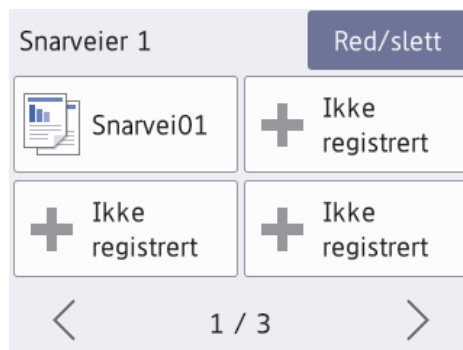 Snarveier 1
Red/slett
Snarvei01
Ikke
registrert
Ikke
registrert
Ikke
registrert
1 / 3